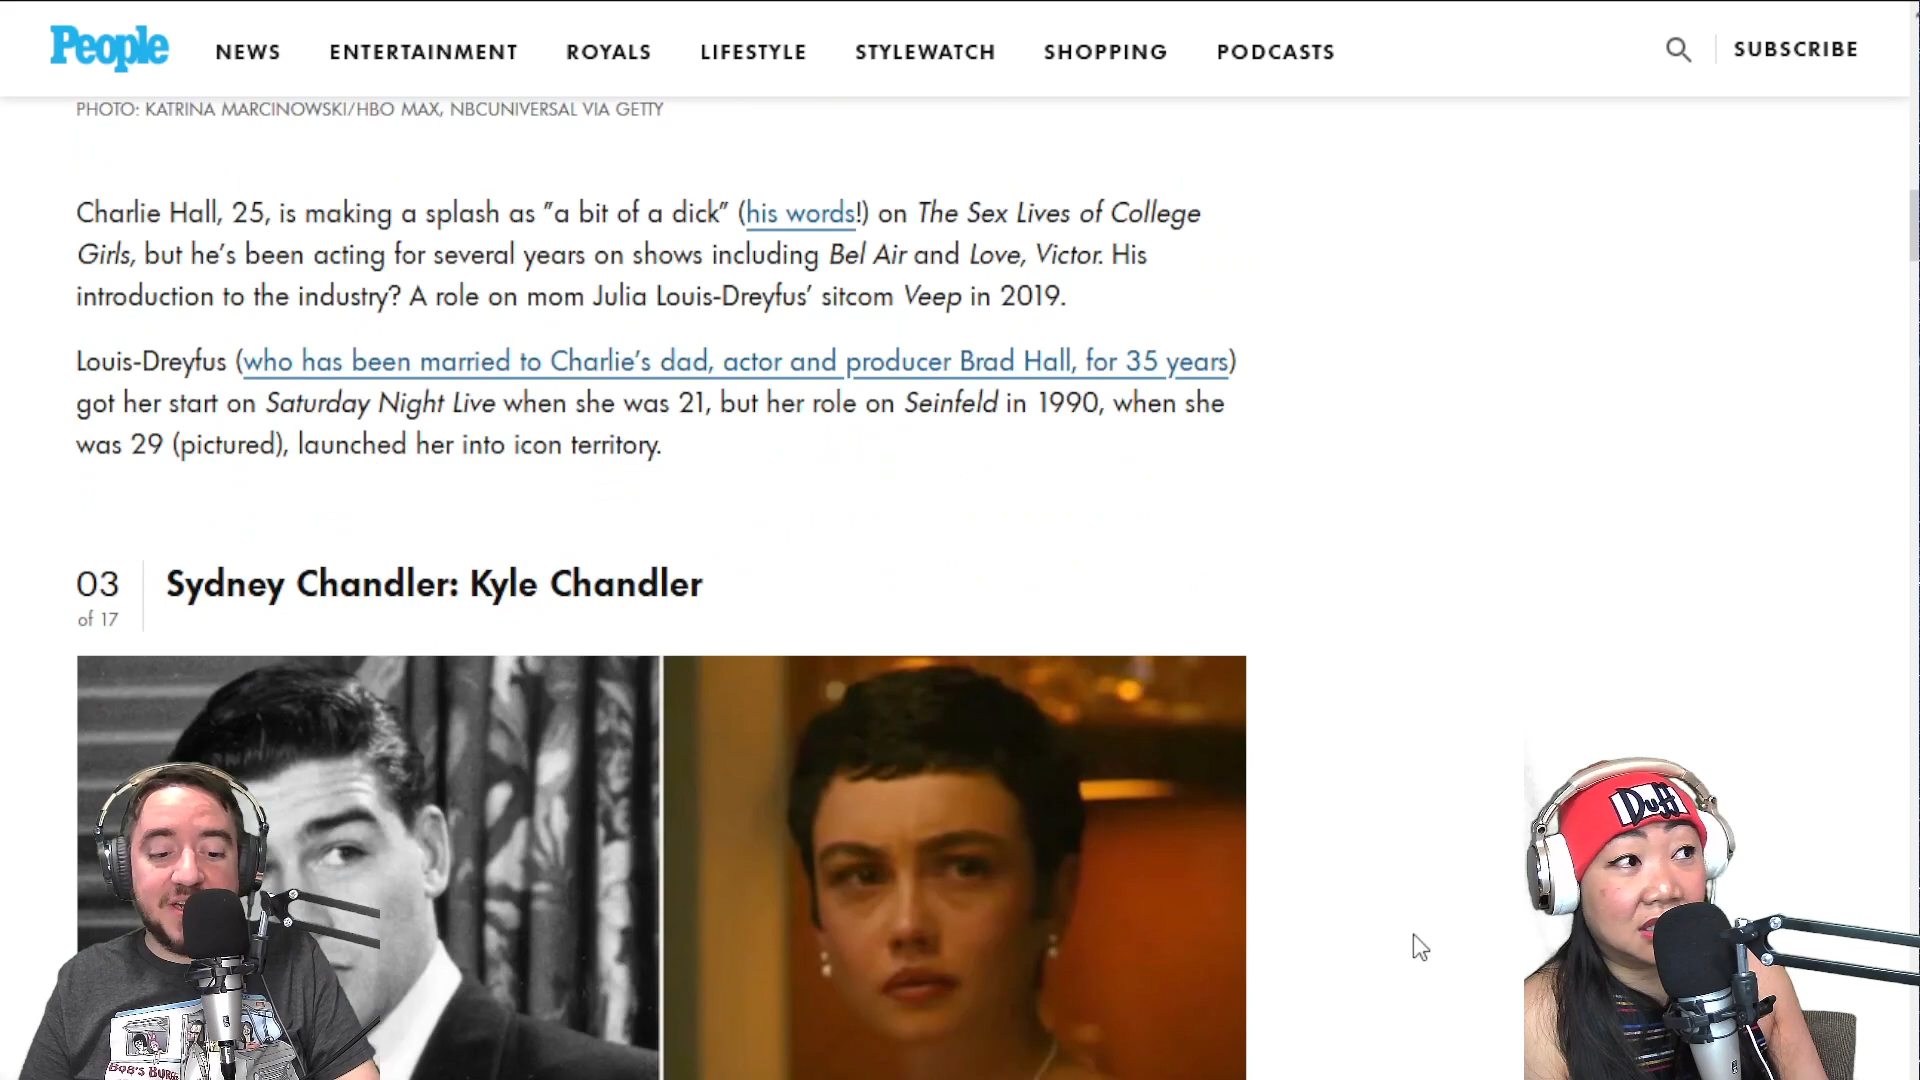 People NEWS ENTERTAINMENT ROYALS LIFESTYLE STYLEWATCH SHOPPING PODCASTS SUBSCRIBE
PHOTO: KATRINA MARCINOWSKI/HBO MAX, NBCUNIVERSAL VIA GETTY
Charlie Hall, 25, is making a splash as "a bit of a dick" (his words!) on The Sex Lives of College
Girls, but he's been acting for several years on shows including Bel Air and Love, Victor. His
introduction to the industry? A role on mom Julia Louis-Dreyfus' sitcom Veep in 2019.
Louis-Dreyfus (who has been married to Charlie's dad, actor and producer Brad Hall, for 35 years)
got her start on Saturday Night Live when she was 21, but her role on Seinfeld in 1990, when she
was 29 (pictured), launched her into icon territory.
03 Sydney Chandler: Kyle Chandler
of 17
Duff
BOB'S BURG